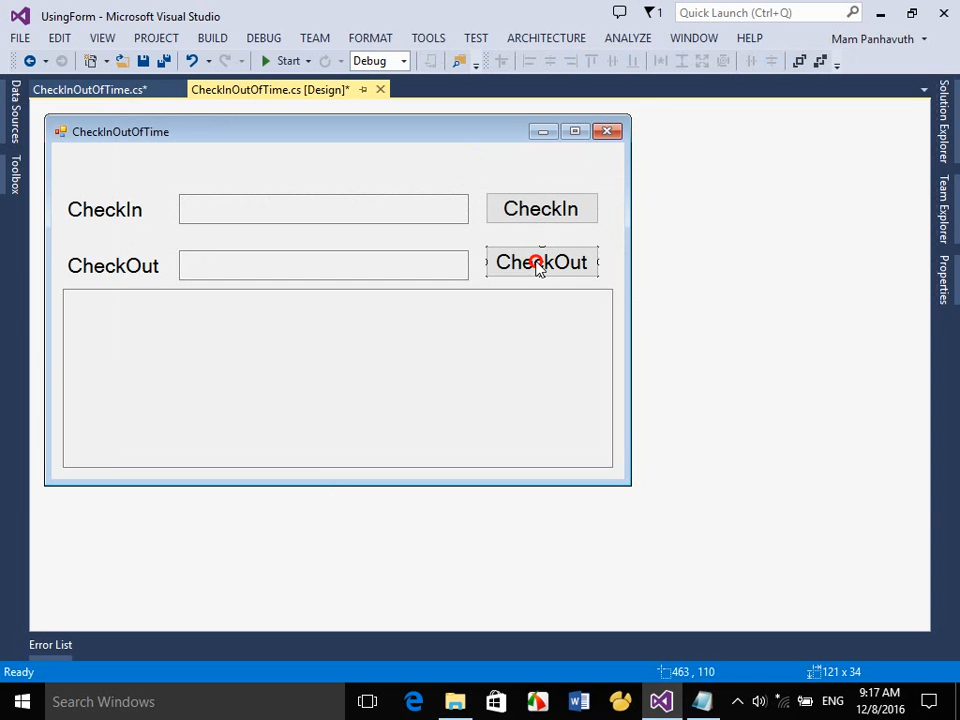 UsingForm - Microsoft Visual Studio
1
Quick Launch (Ctrl+Q)
FILE EDIT VIEW PROJECT BUILD DEBUG TEAM FORMAT TOOLS TEST ARCHITECTURE ANALYZE WINDOW HELP Mam Panhavuth
Start Debug
CheckInOutOfTime.cs*
CheckInOutOfTime.cs [Design]*
Data Sources
Toolbox
CheckInOutOfTime
CheckIn
CheckIn
CheckOut
CheckOut
Solution Explorer
Team Explorer
Properties
Error List
Ready
463 , 110
121 x 34
Search Windows
ENG
9:17 AM
12/8/2016